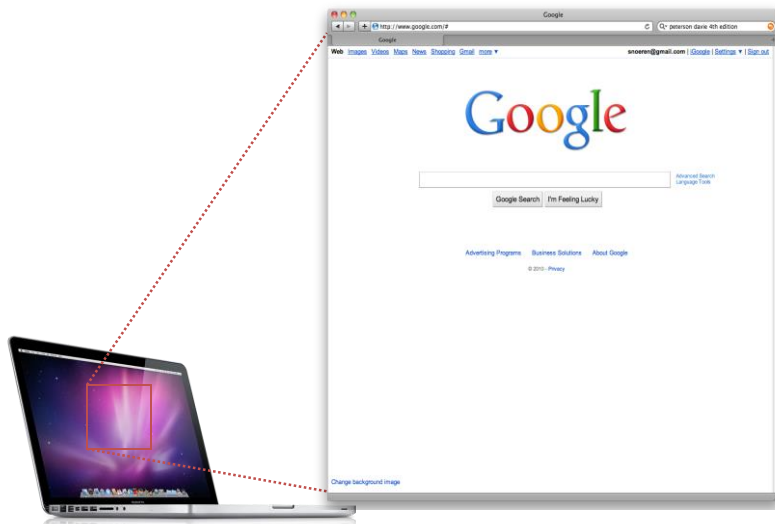 Google
http://www.google.com/#
peterson davie 4th edition
Google
Web Images Videos Maps News Shopping Gmail more ▼
snoeren@gmail.com | iGoogle | Settings ▼ | Sign out
Google
Advanced Search
Language Tools
Google Search I'm Feeling Lucky
Advertising Programs Business Solutions About Google
© 2010 - Privacy
Change background image